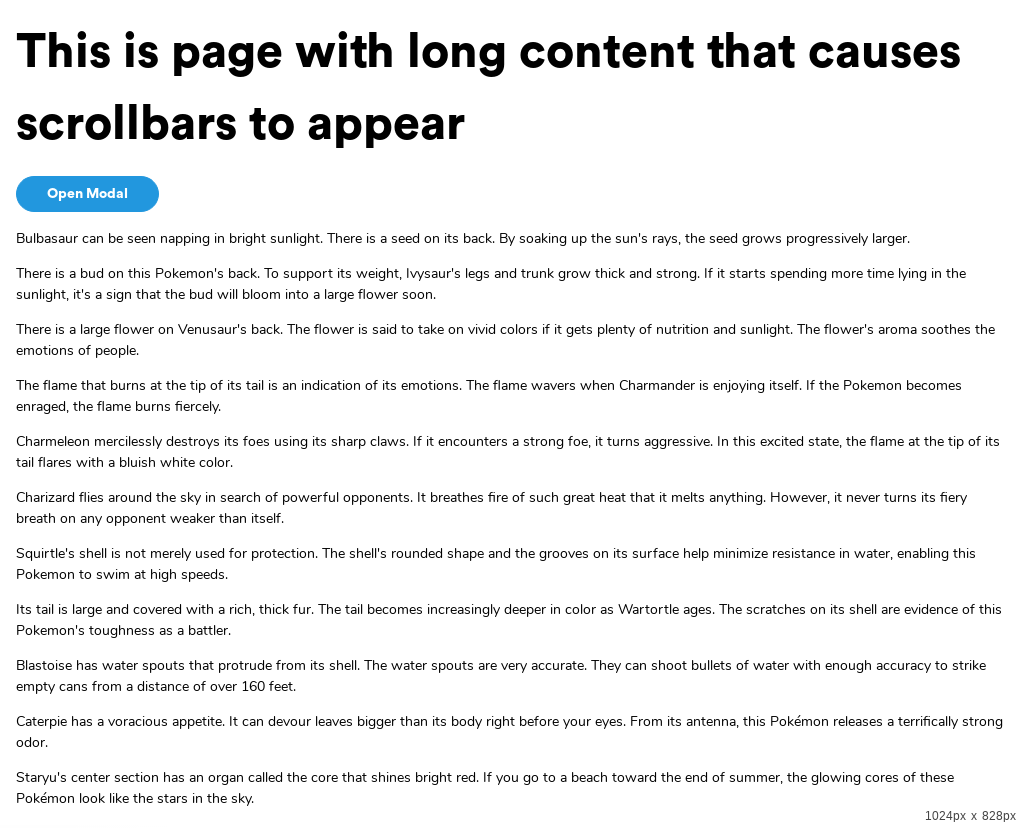 This is page with long content that causes
scrollbars to appear
Open Modal
Bulbasaur can be seen napping in bright sunlight. There is a seed on its back. By soaking up the sun's rays, the seed grows progressively larger.
There is a bud on this Pokemon's back. To support its weight, Ivysaur's legs and trunk grow thick and strong. If it starts spending more time lying in the
sunlight, it's a sign that the bud will bloom into a large flower soon.
There is a large flower on Venusaur's back. The flower is said to take on vivid colors if it gets plenty of nutrition and sunlight. The flower's aroma soothes the
emotions of people.
The flame that burns at the tip of its tail is an indication of its emotions. The flame wavers when Charmander is enjoying itself. If the Pokemon becomes
enraged, the flame burns fiercely.
Charmeleon mercilessly destroys its foes using its sharp claws. If it encounters a strong foe, it turns aggressive. In this excited state, the flame at the tip of its
tail flares with a bluish white color.
Charizard flies around the sky in search of powerful opponents. It breathes fire of such great heat that it melts anything. However, it never turns its fiery
breath on any opponent weaker than itself.
Squirtle's shell is not merely used for protection. The shell's rounded shape and the grooves on its surface help minimize resistance in water, enabling this
Pokemon to swim at high speeds.
Its tail is large and covered with a rich, thick fur. The tail becomes increasingly deeper in color as Wartortle ages. The scratches on its shell are evidence of this
Pokemon's toughness as a battler.
Blastoise has water spouts that protrude from its shell. The water spouts are very accurate. They can shoot bullets of water with enough accuracy to strike
empty cans from a distance of over 160 feet.
Caterpie has a voracious appetite. It can devour leaves bigger than its body right before your eyes. From its antenna, this Pokémon releases a terrifically strong
odor.
Staryu's center section has an organ called the core that shines bright red. If you go to a beach toward the end of summer, the glowing cores of these
Pokémon look like the stars in the sky.
1024px x 828px